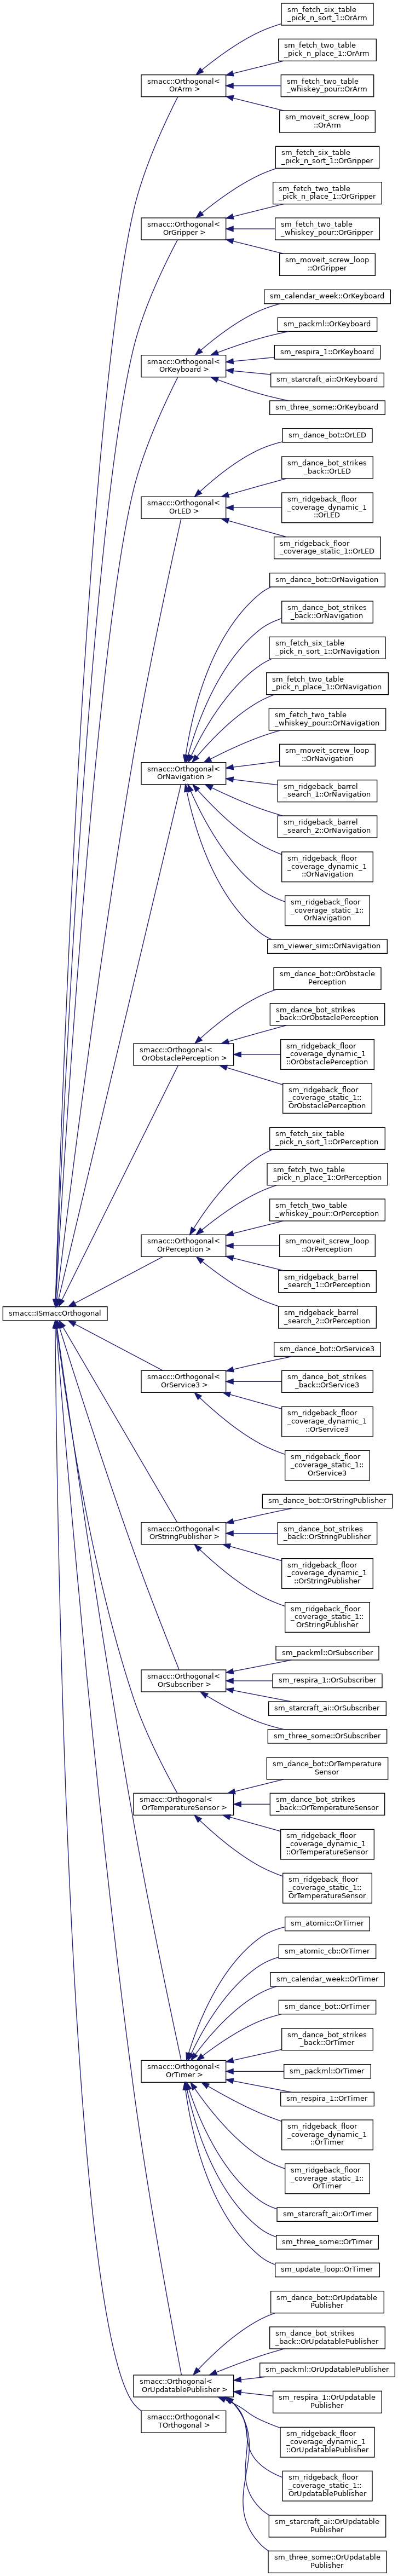 sm_fetch_six_table
_pick_n_sort_1::OrArm
sm_fetch_two_table
_pick_n_place_1::OrArm
smacc::Orthogonal<
OrArm >
sm_fetch_two_table
_whiskey_pour::OrArm
sm_moveit_screw_loop
::OrArm
sm_fetch_six_table
_pick_n_sort_1::OrGripper
sm_fetch_two_table
_pick_n_place_1::OrGripper
smacc::Orthogonal<
OrGripper >
sm_fetch_two_table
_whiskey_pour::OrGripper
sm_moveit_screw_loop
::OrGripper
sm_calendar_week::OrKeyboard
sm_packml::OrKeyboard
sm_respira_1::OrKeyboard
smacc::Orthogonal<
OrKeyboard >
sm_starcraft_ai::OrKeyboard
sm_three_some::OrKeyboard
sm_dance_bot::OrLED
sm_dance_bot_strikes
_back::OrLED
smacc::Orthogonal<
OrLED >
sm_ridgeback_floor
_coverage_dynamic_1
::OrLED
sm_ridgeback_floor
_coverage_static_1::OrLED
sm_dance_bot::OrNavigation
sm_dance_bot_strikes
_back::OrNavigation
sm_fetch_six_table
_pick_n_sort_1::OrNavigation
sm_fetch_two_table
_pick_n_place_1::OrNavigation
sm_fetch_two_table
_whiskey_pour::OrNavigation
sm_moveit_screw_loop
::OrNavigation
smacc::Orthogonal<
OrNavigation >
sm_ridgeback_barrel
_search_1::OrNavigation
sm_ridgeback_barrel
_search_2::OrNavigation
sm_ridgeback_floor
_coverage_dynamic_1
::OrNavigation
sm_ridgeback_floor
_coverage_static_1::
OrNavigation
sm_viewer_sim::OrNavigation
sm_dance_bot::OrObstacle
Perception
sm_dance_bot_strikes
_back::OrObstaclePerception
smacc::Orthogonal<
OrObstaclePerception >
sm_ridgeback_floor
_coverage_dynamic_1
::OrObstaclePerception
sm_ridgeback_floor
_coverage_static_1::
OrObstaclePerception
sm_fetch_six_table
_pick_n_sort_1::OrPerception
sm_fetch_two_table
_pick_n_place_1::OrPerception
sm_fetch_two_table
_whiskey_pour::OrPerception
smacc::Orthogonal<
OrPerception >
sm_moveit_screw_loop
::OrPerception
sm_ridgeback_barrel
_search_1::OrPerception
sm_ridgeback_barrel
_search_2::OrPerception
smacc::ISmaccOrthogonal
sm_dance_bot::OrService3
smacc::Orthogonal<
OrService3 >
sm_dance_bot_strikes
_back::OrService3
sm_ridgeback_floor
_coverage_dynamic_1
::OrService3
sm_ridgeback_floor
_coverage_static_1::
OrService3
sm_dance_bot::OrStringPublisher
smacc::Orthogonal<
OrStringPublisher >
sm_dance_bot_strikes
_back::OrStringPublisher
sm_ridgeback_floor
_coverage_dynamic_1
::OrStringPublisher
sm_ridgeback_floor
_coverage_static_1::
OrStringPublisher
sm_packml::OrSubscriber
smacc::Orthogonal<
OrSubscriber >
sm_respira_1::OrSubscriber
sm_starcraft_ai::OrSubscriber
sm_three_some::OrSubscriber
sm_dance_bot::OrTemperature
Sensor
smacc::Orthogonal<
OrTemperatureSensor >
sm_dance_bot_strikes
_back::OrTemperatureSensor
sm_ridgeback_floor
_coverage_dynamic_1
::OrTemperatureSensor
sm_ridgeback_floor
_coverage_static_1::
OrTemperatureSensor
sm_atomic::OrTimer
sm_atomic_cb::OrTimer
sm_calendar_week::OrTimer
sm_dance_bot::OrTimer
sm_dance_bot_strikes
_back::OrTimer
smacc::Orthogonal<
OrTimer >
sm_packml::OrTimer
sm_respira_1::OrTimer
sm_ridgeback_floor
_coverage_dynamic_1
::OrTimer
sm_ridgeback_floor
_coverage_static_1::
OrTimer
sm_starcraft_ai::OrTimer
sm_three_some::OrTimer
sm_update_loop::OrTimer
sm_dance_bot::OrUpdatable
Publisher
sm_dance_bot_strikes
_back::OrUpdatablePublisher
sm_packml::OrUpdatablePublisher
smacc::Orthogonal<
OrUpdatablePublisher >
sm_respira_1::OrUpdatable
Publisher
smacc::Orthogonal<
TOrthogonal >
sm_ridgeback_floor
_coverage_dynamic_1
::OrUpdatablePublisher
sm_ridgeback_floor
_coverage_static_1::
OrUpdatablePublisher
sm_starcraft_ai::OrUpdatable
Publisher
sm_three_some::OrUpdatable
Publisher